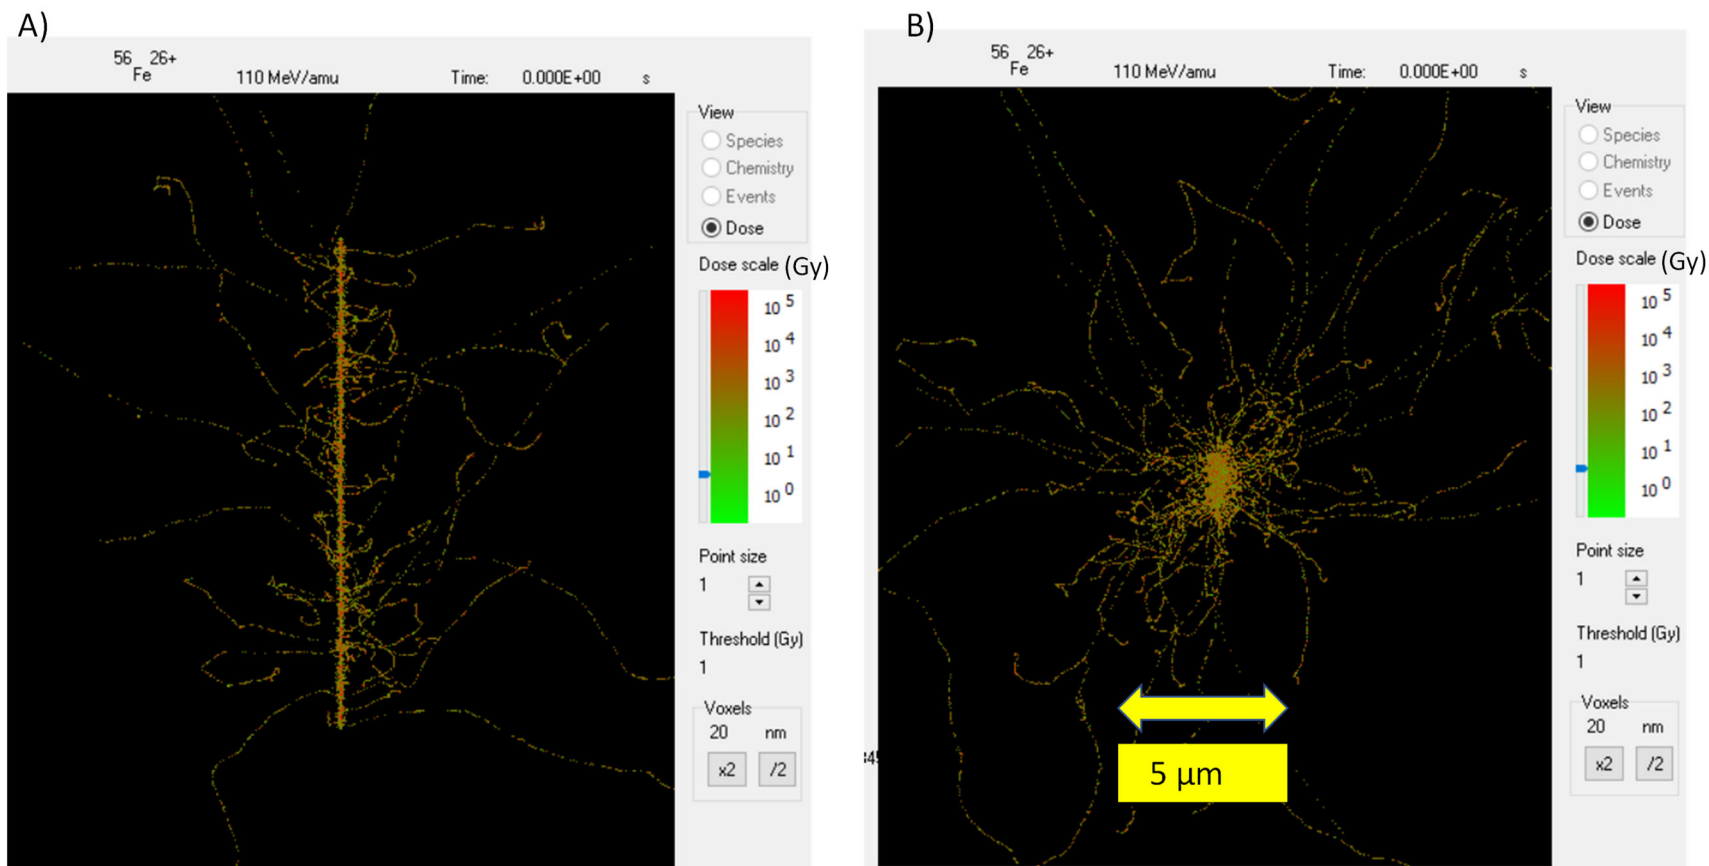 A)
56 26+
Fe
110 MeV/amu
Time:
0.000E+00
s
View
Species
Chemistry
Events
Dose
Dose scale (Gy)
10 5
10 4
10 3
10 2
10 1
10 0
Point size
1
Threshold (Gy)
1
Voxels
20 nm
x2 /2
B)
56 26+
Fe
110 MeV/amu
Time:
0.000E+00
s
View
Species
Chemistry
Events
Dose
Dose scale (Gy)
10 5
10 4
10 3
10 2
10 1
10 0
Point size
1
Threshold (Gy)
1
Voxels
20 nm
x2 /2
5 μm